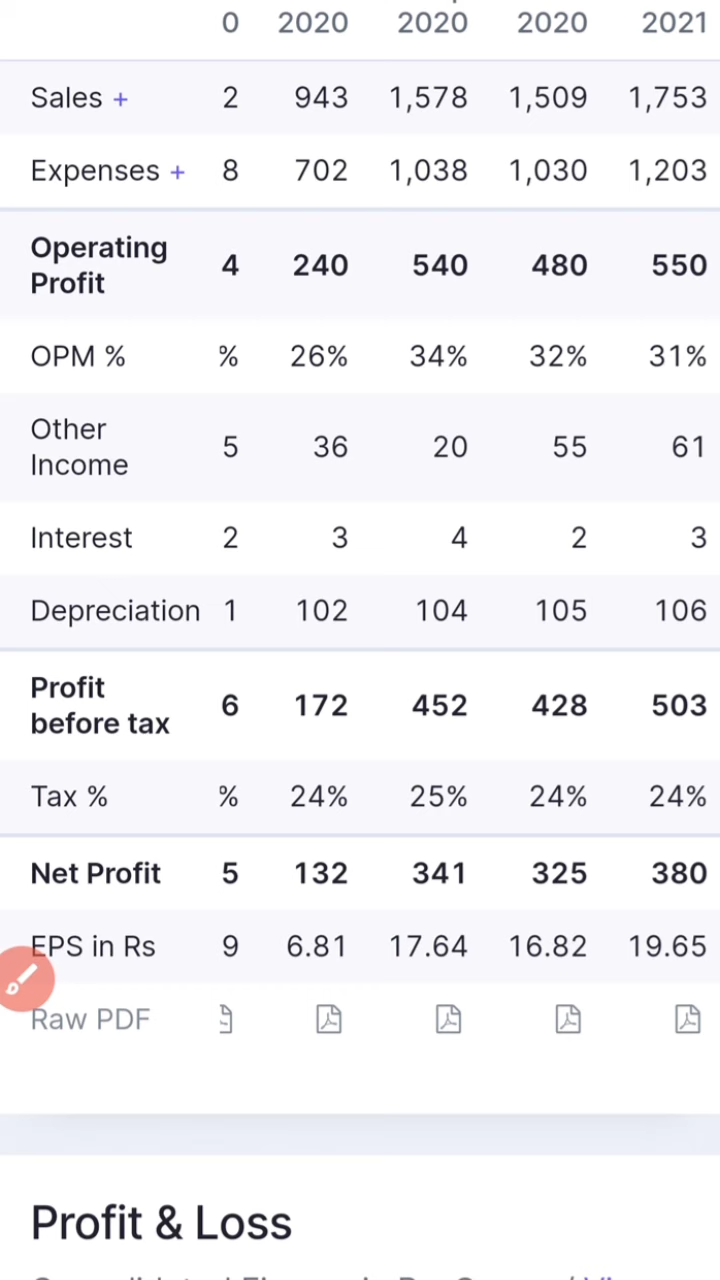 0 2020 2020 2020 2021
Sales + 2 943 1,578 1,509 1,753
Expenses + 8 702 1,038 1,030 1,203
Operating
Profit 4 240 540 480 550
OPM % % 26% 34% 32% 31%
Other
Income 5 36 20 55 61
Interest 2 3 4 2 3
Depreciation 1 102 104 105 106
Profit
before tax 6 172 452 428 503
Tax % % 24% 25% 24% 24%
Net Profit 5 132 341 325 380
EPS in Rs 9 6.81 17.64 16.82 19.65
Raw PDF
Profit & Loss